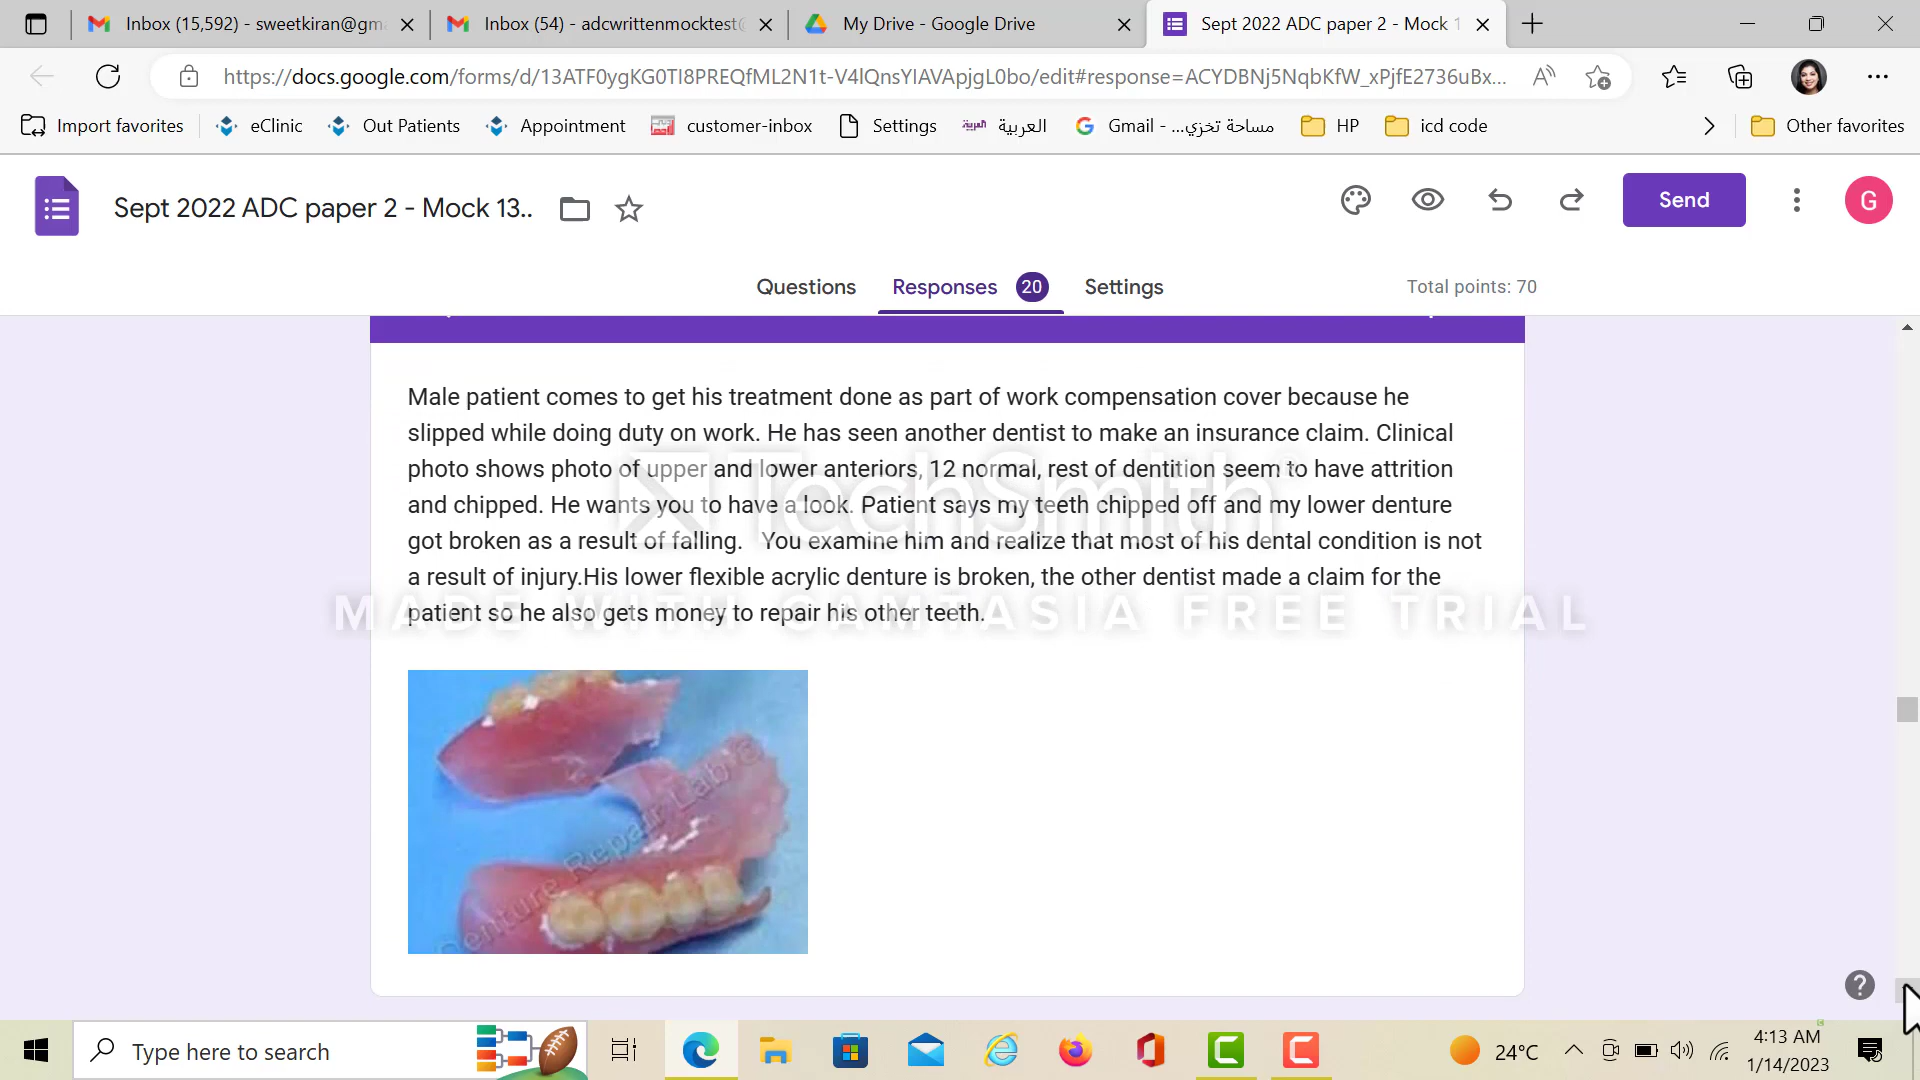 Inbox (15,592) - sweetkiran@gma
Inbox (54) - adcwrittenmocktest@
My Drive - Google Drive
Sept 2022 ADC paper 2 - Mock 1
https://docs.google.com/forms/d/13ATF0ygKG0TI8PREQfML2N1t-V4lQnsYIAVApjgL0bo/edit#response=ACYDBNj5NqbKfW_xPjfE2736uBx...
Import favorites
eClinic
Out Patients
Appointment
customer-inbox
Settings
العربية
Gmail - ...مساحة تخزي
HP
icd code
Other favorites
Sept 2022 ADC paper 2 - Mock 13..
Send
G
Questions
Responses 20
Settings
Total points: 70
Male patient comes to get his treatment done as part of work compensation cover because he
slipped while doing duty on work. He has seen another dentist to make an insurance claim. Clinical
photo shows photo of upper and lower anteriors, 12 normal, rest of dentition seem to have attrition
and chipped. He wants you to have a look. Patient says my teeth chipped off and my lower denture
got broken as a result of falling. You examine him and realize that most of his dental condition is not
a result of injury.His lower flexible acrylic denture is broken, the other dentist made a claim for the
patient so he also gets money to repair his other teeth.
TechSmith®
MADE WITH CAMTASIA FREE TRIAL
Denture Repair Lab
Type here to search
24°C
4:13 AM
1/14/2023